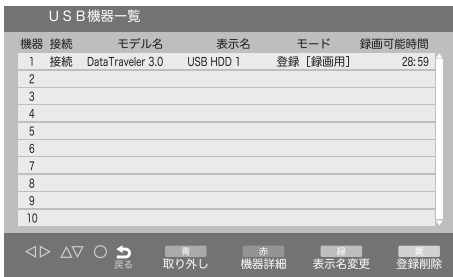 USB機器一覧
機器 接続 モデル名 表示名 モード 録画可能時間
1 接続 DataTraveler 3.0 USB HDD 1 登録 [録画用] 28:59
2
3
4
5
6
7
8
9
10
戻る 青 取り外し 赤 機器詳細 緑 表示名変更 黄 登録削除